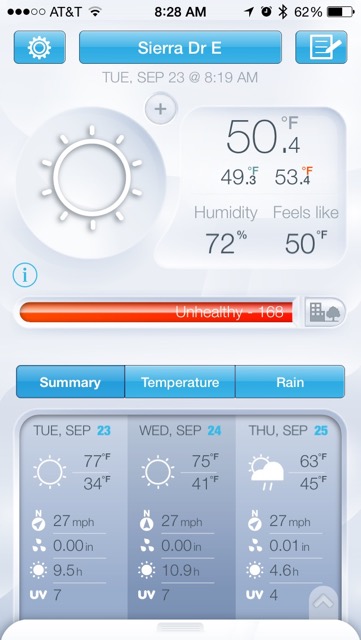 AT&T 8:28 AM 62%
Sierra Dr E
TUE, SEP 23 @ 8:19 AM
50.4°F
49.3°F 53.4°F
Humidity Feels like
72% 50°F
Unhealthy - 168
Summary Temperature Rain
TUE, SEP 23 WED, SEP 24 THU, SEP 25
77°F 75°F 63°F
34°F 41°F 45°F
N 27 mph N 27 mph N 27 mph
0.00 in 0.00 in 0.01 in
9.5 h 10.9 h 4.6 h
UV 7 UV 7 UV 4